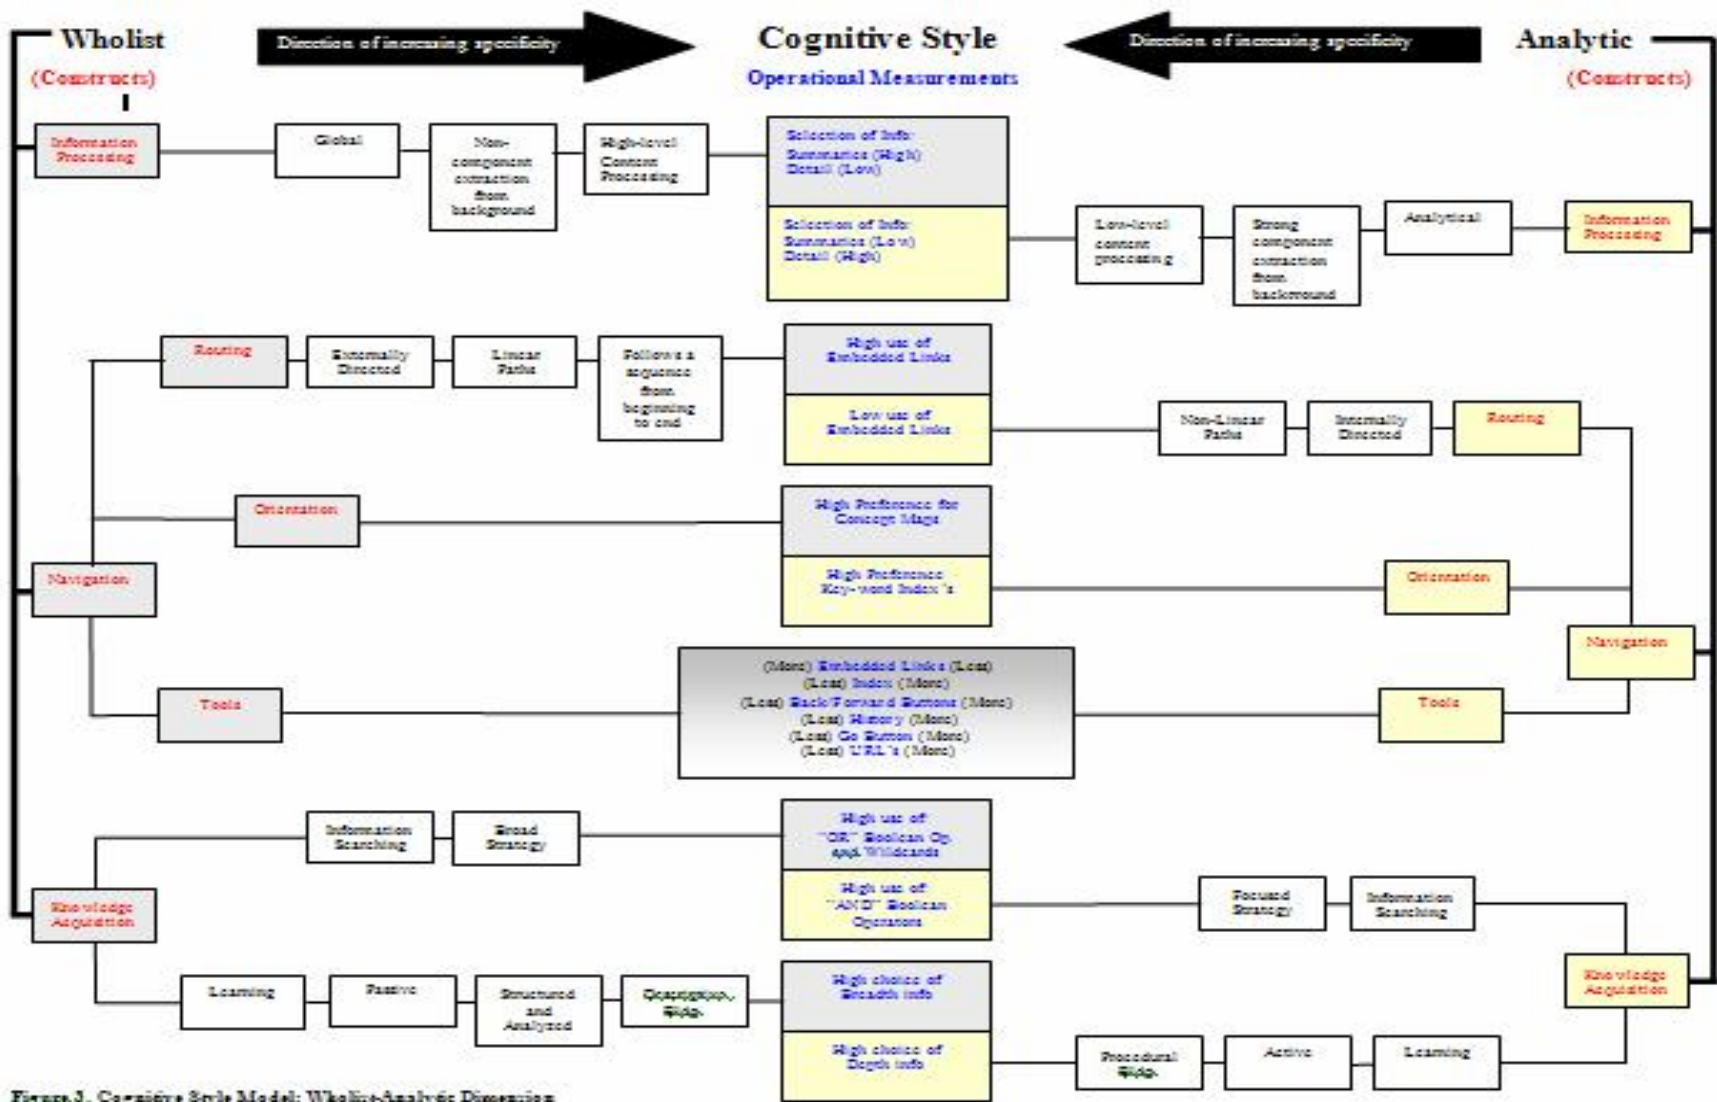 Wholist
Direction of increasing specificity
Cognitive Style
Direction of increasing specificity
Analytic
(Constructs)
Operational Measurements
(Constructs)
Information
Processing
Global
Non-
component
extraction
from
background
High-level
Content
Processing
Selection of Info:
Summaries (High)
Detail (Low)
Selection of Info:
Summaries (Low)
Detail (High)
Low-level
content
processing
Strong
component
extraction
from
background
Analytical
Information
Processing
Routing
Externally
Directed
Linear
Paths
Follows a
sequence
from
beginning
to end
High use of
Embedded Links
Low use of
Embedded Links
Non-Linear
Paths
Internally
Directed
Routing
Orientation
High Preference for
Concept Maps
High Preference
Key-word Index's
Orientation
Navigation
Navigation
Tools
(More) Embedded Links (Less)
(Less) Index (More)
(Less) Back/Forward Buttons (More)
(Less) History (More)
(Less) Go Button (More)
(Less) URL's (More)
Tools
Information
Searching
Broad
Strategy
High use of
"OR" Boolean Op.
and Wildcards
High use of
"AND" Boolean
Operators
Focused
Strategy
Information
Searching
Knowledge
Acquisition
Knowledge
Acquisition
Learning
Passive
Structured
and
Analyzed
High choice of
Breadth info
High choice of
Depth info
Procedural
Active
Learning
Figure 3. Cognitive Style Model: Wholist-Analytic Dimension